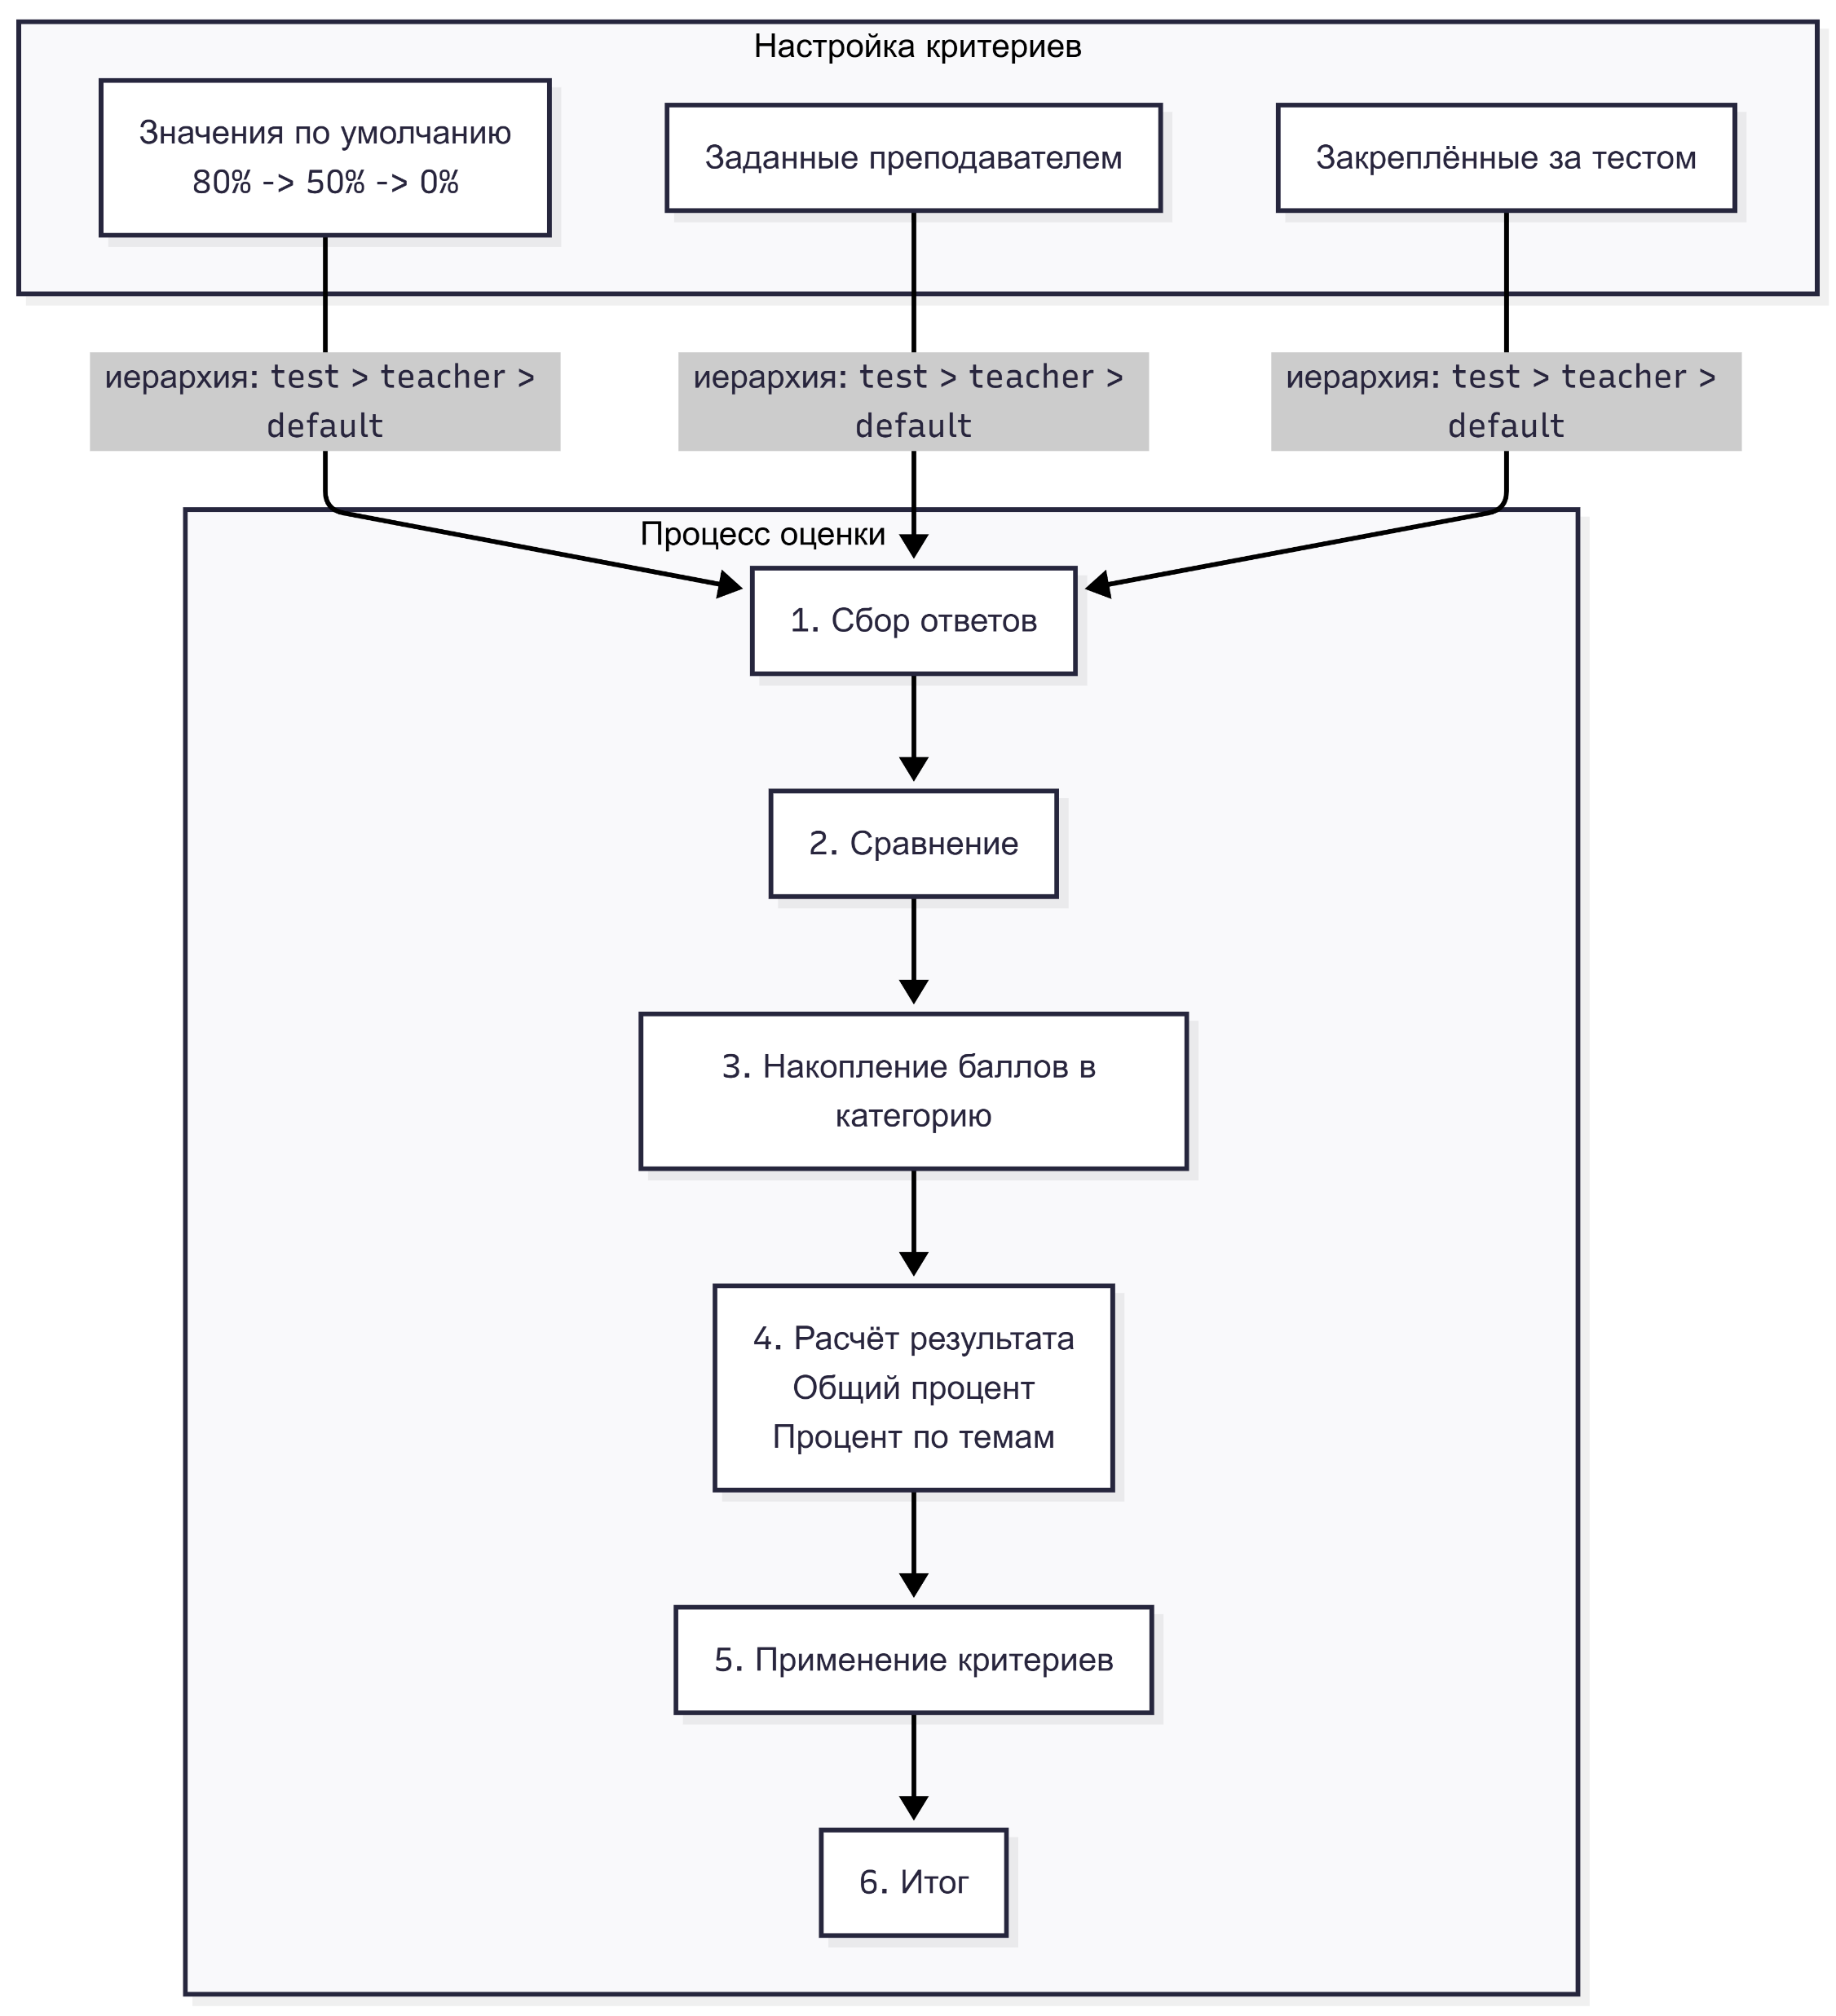 Настройка критериев
Значения по умолчанию
80% -> 50% -> 0%
Заданные преподавателем
Закреплённые за тестом
иерархия: test > teacher >
default
иерархия: test > teacher >
default
иерархия: test > teacher >
default
Процесс оценки
1. Сбор ответов
2. Сравнение
3. Накопление баллов в
категорию
4. Расчёт результата
Общий процент
Процент по темам
5. Применение критериев
6. Итог